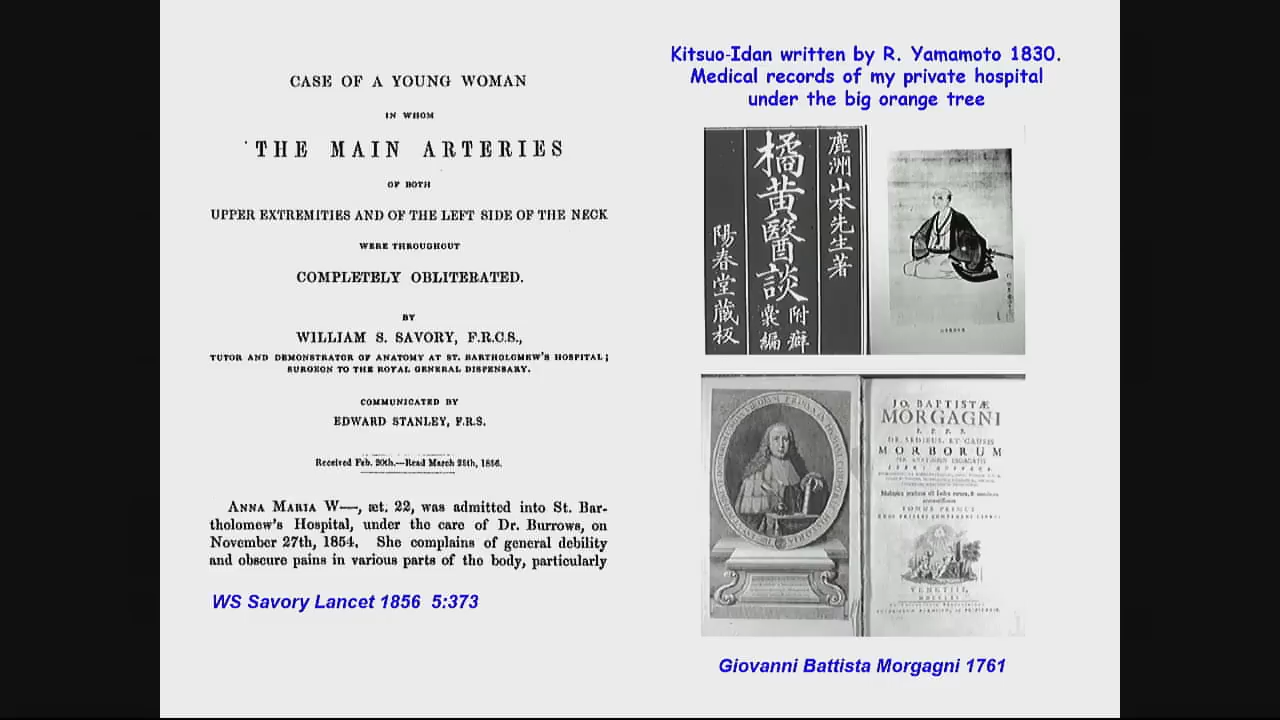 CASE OF A YOUNG WOMAN
IN WHOM
THE MAIN ARTERIES
OF BOTH
UPPER EXTREMITIES AND OF THE LEFT SIDE OF THE NECK
WERE THROUGHOUT
COMPLETELY OBLITERATED.
BY
WILLIAM S. SAVORY, F.R.C.S.,
TUTOR AND DEMONSTRATOR OF ANATOMY AT ST. BARTHOLOMEW'S HOSPITAL;
SURGEON TO THE ROYAL GENERAL DISPENSARY.
COMMUNICATED BY
EDWARD STANLEY, F.R.S.
Received Feb. 20th.—Read March 25th, 1856.
ANNA MARIA W—, æt. 22, was admitted into St. Bar-
tholomew's Hospital, under the care of Dr. Burrows, on
November 27th, 1854. She complains of general debility
and obscure pains in various parts of the body, particularly
WS Savory Lancet 1856 5:373
Kitsuo-Idan written by R. Yamamoto 1830.
Medical records of my private hospital
under the big orange tree
鹿洲山本先生著
橘黄醫談
附癖
嚢編
陽春堂蔵板
JO. BAPTISTÆ
MORGAGNI
P. P. P. P.
DE SEDIBUS, ET CAUSIS
MORBORUM
PER ANATOMEN INDAGATIS
LIBRI QUINQUE.
TOMUS PRIMUS
VENETIIS,
Giovanni Battista Morgagni 1761